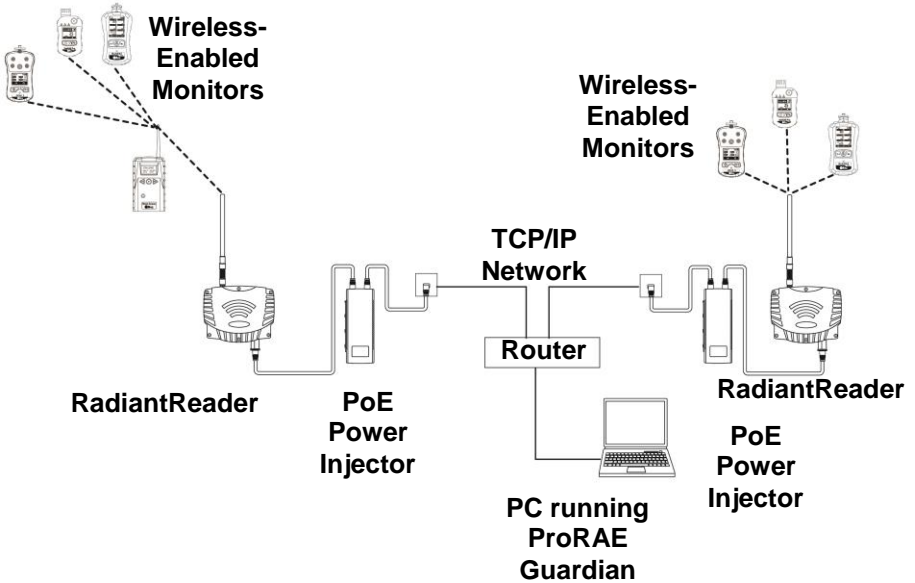 Wireless-
Enabled
Monitors
Wireless-
Enabled
Monitors
TCP/IP
Network
Router
RadiantReader
PoE
Power
Injector
RadiantReader
PoE
Power
Injector
PC running
ProRAE
Guardian